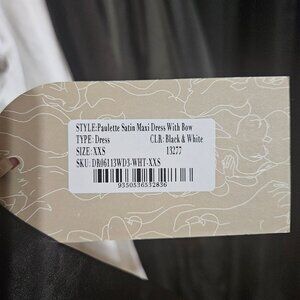 STYLE:Paulette Satin Maxi Dress With Bow
TYPE: Dress CLR: Black & White
SIZE: XXS 13277
SKU: DR06113WD3-WHT-XXS
9350536532836